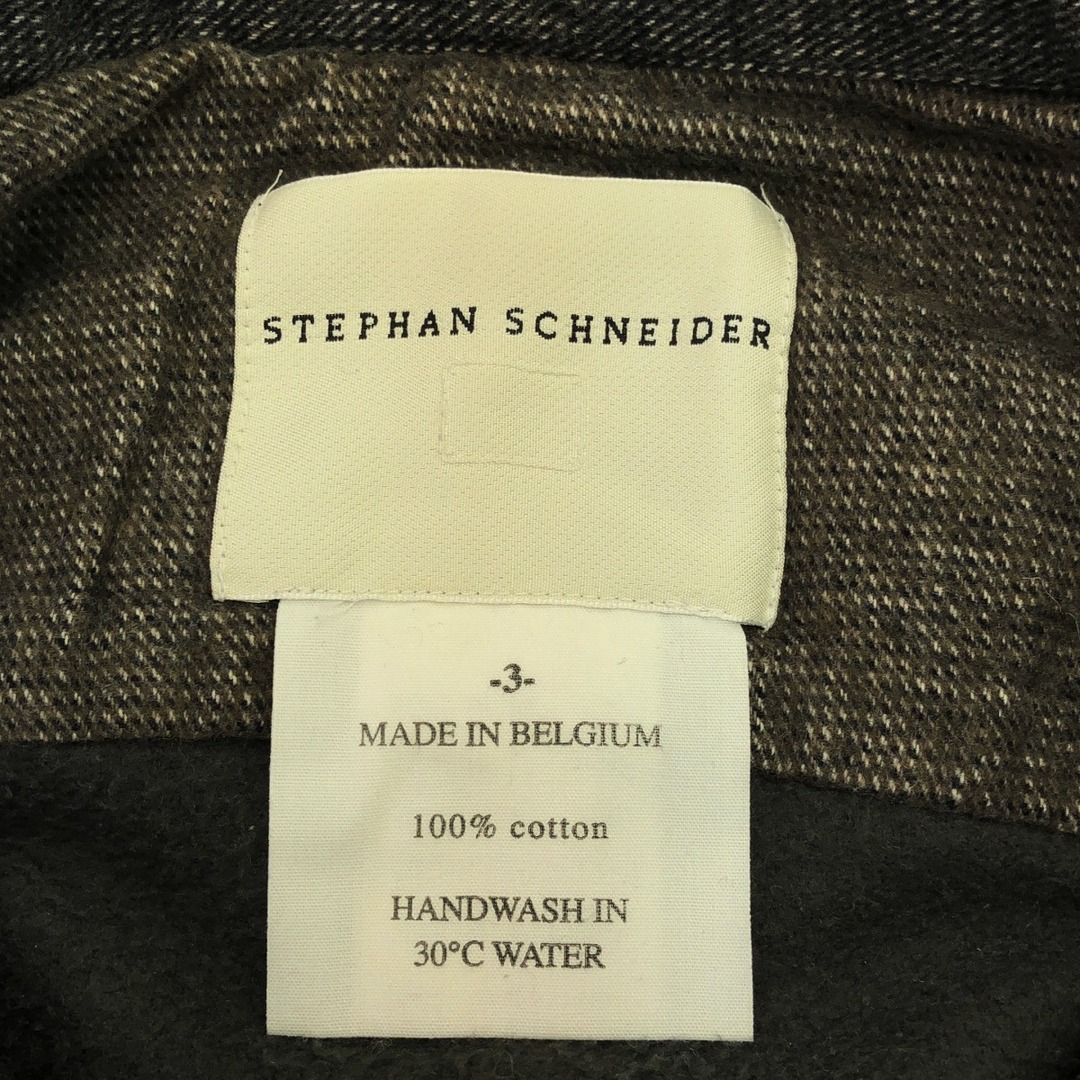 STEPHAN SCHNEIDER
-3-
MADE IN BELGIUM
100% cotton
HANDWASH IN
30°C WATER